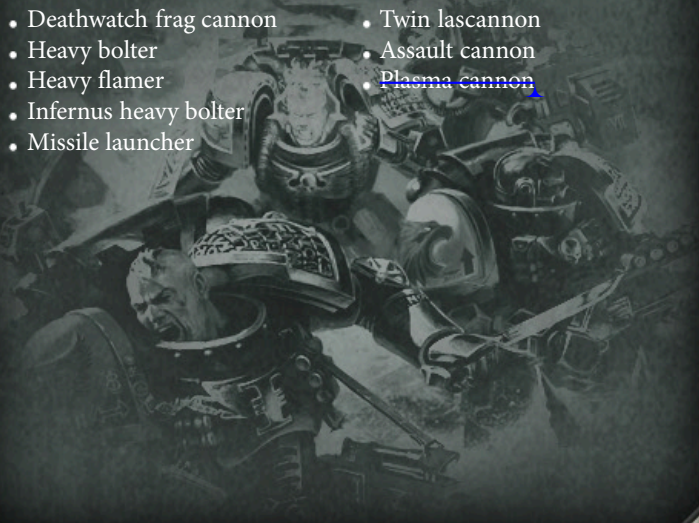 Deathwatch frag cannon
Heavy bolter
Heavy flamer
Infernus heavy bolter
Missile launcher
Twin lascannon
Assault cannon
Plasma cannon